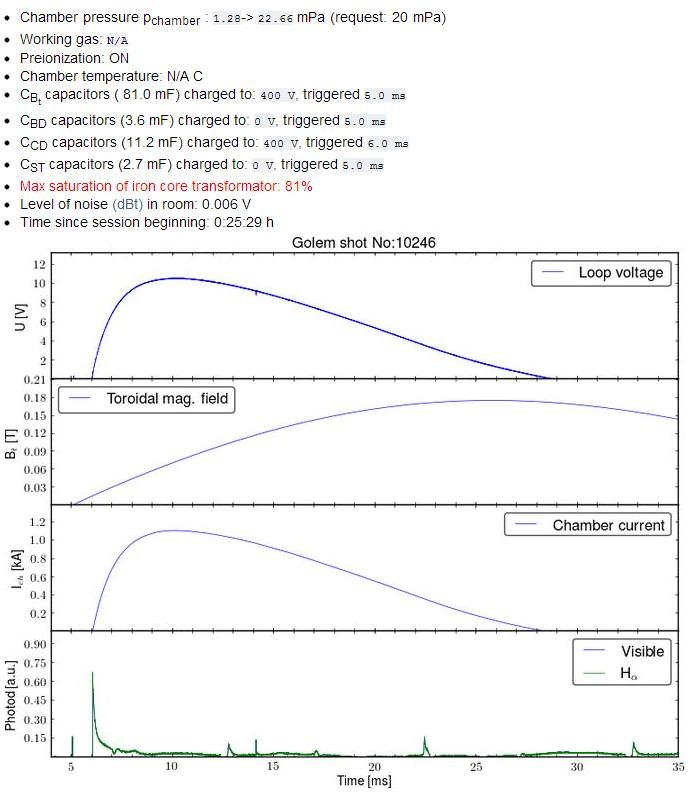 Chamber pressure pchamber : 1.28-> 22.66 mPa (request: 20 mPa)
Working gas: N/A
Preionization: ON
Chamber temperature: N/A C
CBt capacitors ( 81.0 mF) charged to: 400 V, triggered 5.0 ms
CBD capacitors (3.6 mF) charged to: 0 V, triggered 5.0 ms
CCD capacitors (11.2 mF) charged to: 400 V, triggered 6.0 ms
CST capacitors (2.7 mF) charged to: 0 V, triggered 5.0 ms
Max saturation of iron core transformator: 81%
Level of noise (dBt) in room: 0.006 V
Time since session beginning: 0:25:29 h
Golem shot No:10246
U [V]
12
10
8
6
4
2
Loop voltage
Bt [T]
0.21
0.18
0.15
0.12
0.09
0.06
0.03
Toroidal mag. field
Ich [kA]
1.2
1.0
0.8
0.6
0.4
0.2
Chamber current
Photod [a.u.]
0.90
0.75
0.60
0.45
0.30
0.15
Visible
Hα
5 10 15 20 25 30 35
Time [ms]